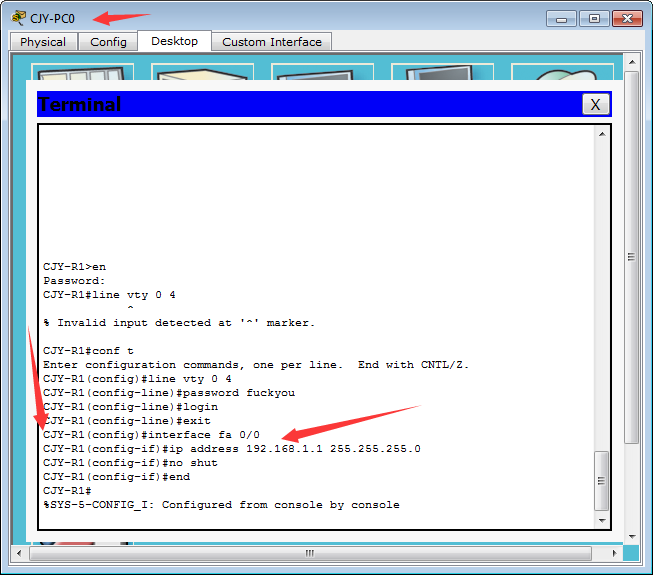 CJY-PC0
Physical Config Desktop Custom Interface
Terminal X
CJY-R1>en
Password:
CJY-R1#line vty 0 4
^
% Invalid input detected at '^' marker.
CJY-R1#conf t
Enter configuration commands, one per line.  End with CNTL/Z.
CJY-R1(config)#line vty 0 4
CJY-R1(config-line)#password fuckyou
CJY-R1(config-line)#login
CJY-R1(config-line)#exit
CJY-R1(config)#interface fa 0/0
CJY-R1(config-if)#ip address 192.168.1.1 255.255.255.0
CJY-R1(config-if)#no shut
CJY-R1(config-if)#end
CJY-R1#
%SYS-5-CONFIG_I: Configured from console by console